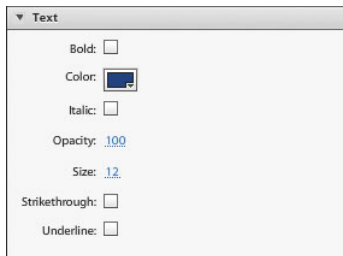 Text
Bold:
Color:
Italic:
Opacity: 100
Size: 12
Strikethrough:
Underline: